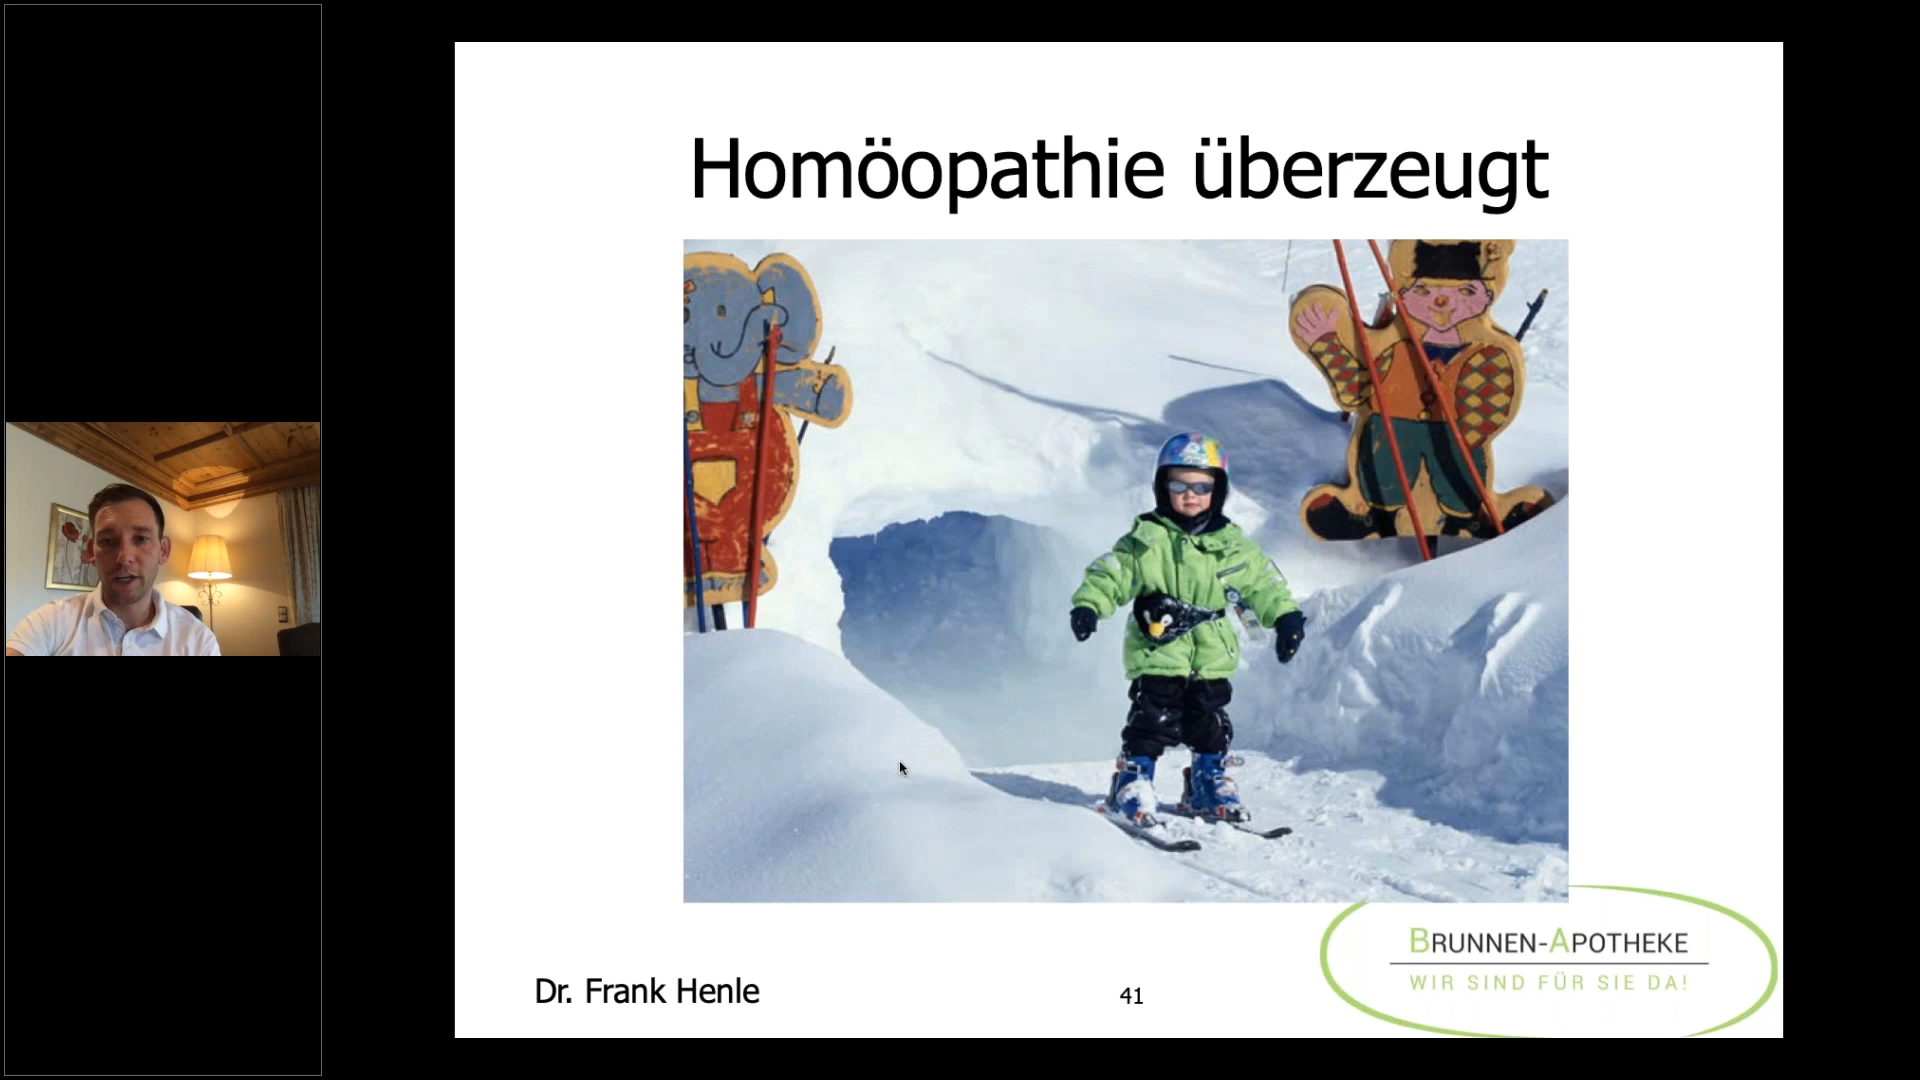 Homöopathie überzeugt
Dr. Frank Henle
41
BRUNNEN-APOTHEKE
WIR SIND FÜR SIE DA!